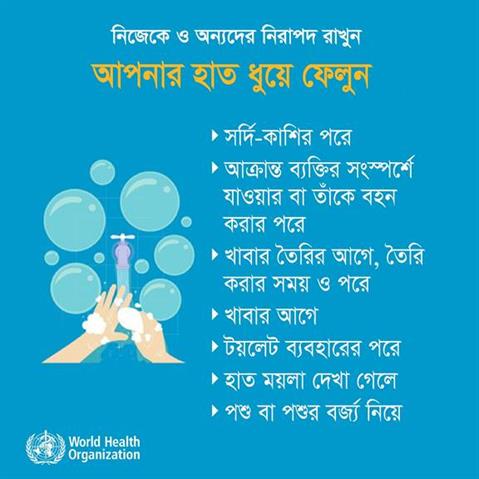 নিজেকে ও অন্যদের নিরাপদ রাখুন
আপনার হাত ধুয়ে ফেলুন
সর্দি-কাশির পরে
আক্রান্ত ব্যক্তির সংস্পর্শে
যাওয়ার বা তাঁকে বহন
করার পরে
খাবার তৈরির আগে, তৈরি
করার সময় ও পরে
খাবার আগে
টয়লেট ব্যবহারের পরে
হাত ময়লা দেখা গেলে
পশু বা পশুর বর্জ্য নিয়ে
World Health
Organization